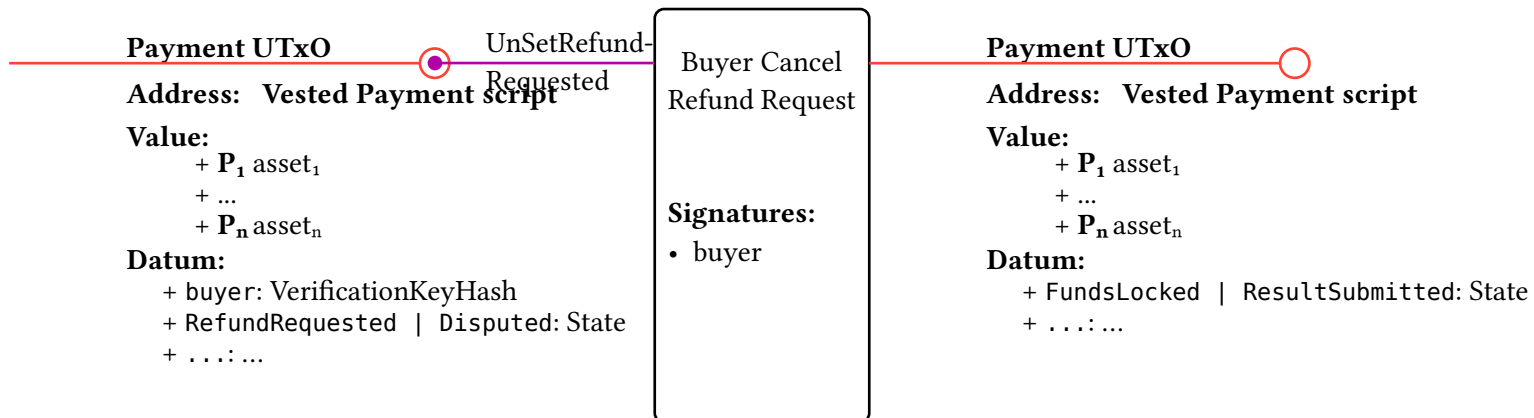 Payment UTxO
Address: Vested Payment script
Value:
+ P₁ asset₁
+ ...
+ Pₙ assetₙ
Datum:
+ buyer: VerificationKeyHash
+ RefundRequested | Disputed: State
+ ...: ...
UnSetRefund-
Requested
Buyer Cancel
Refund Request
Signatures:
• buyer
Payment UTxO
Address: Vested Payment script
Value:
+ P₁ asset₁
+ ...
+ Pₙ assetₙ
Datum:
+ FundsLocked | ResultSubmitted: State
+ ...: ...